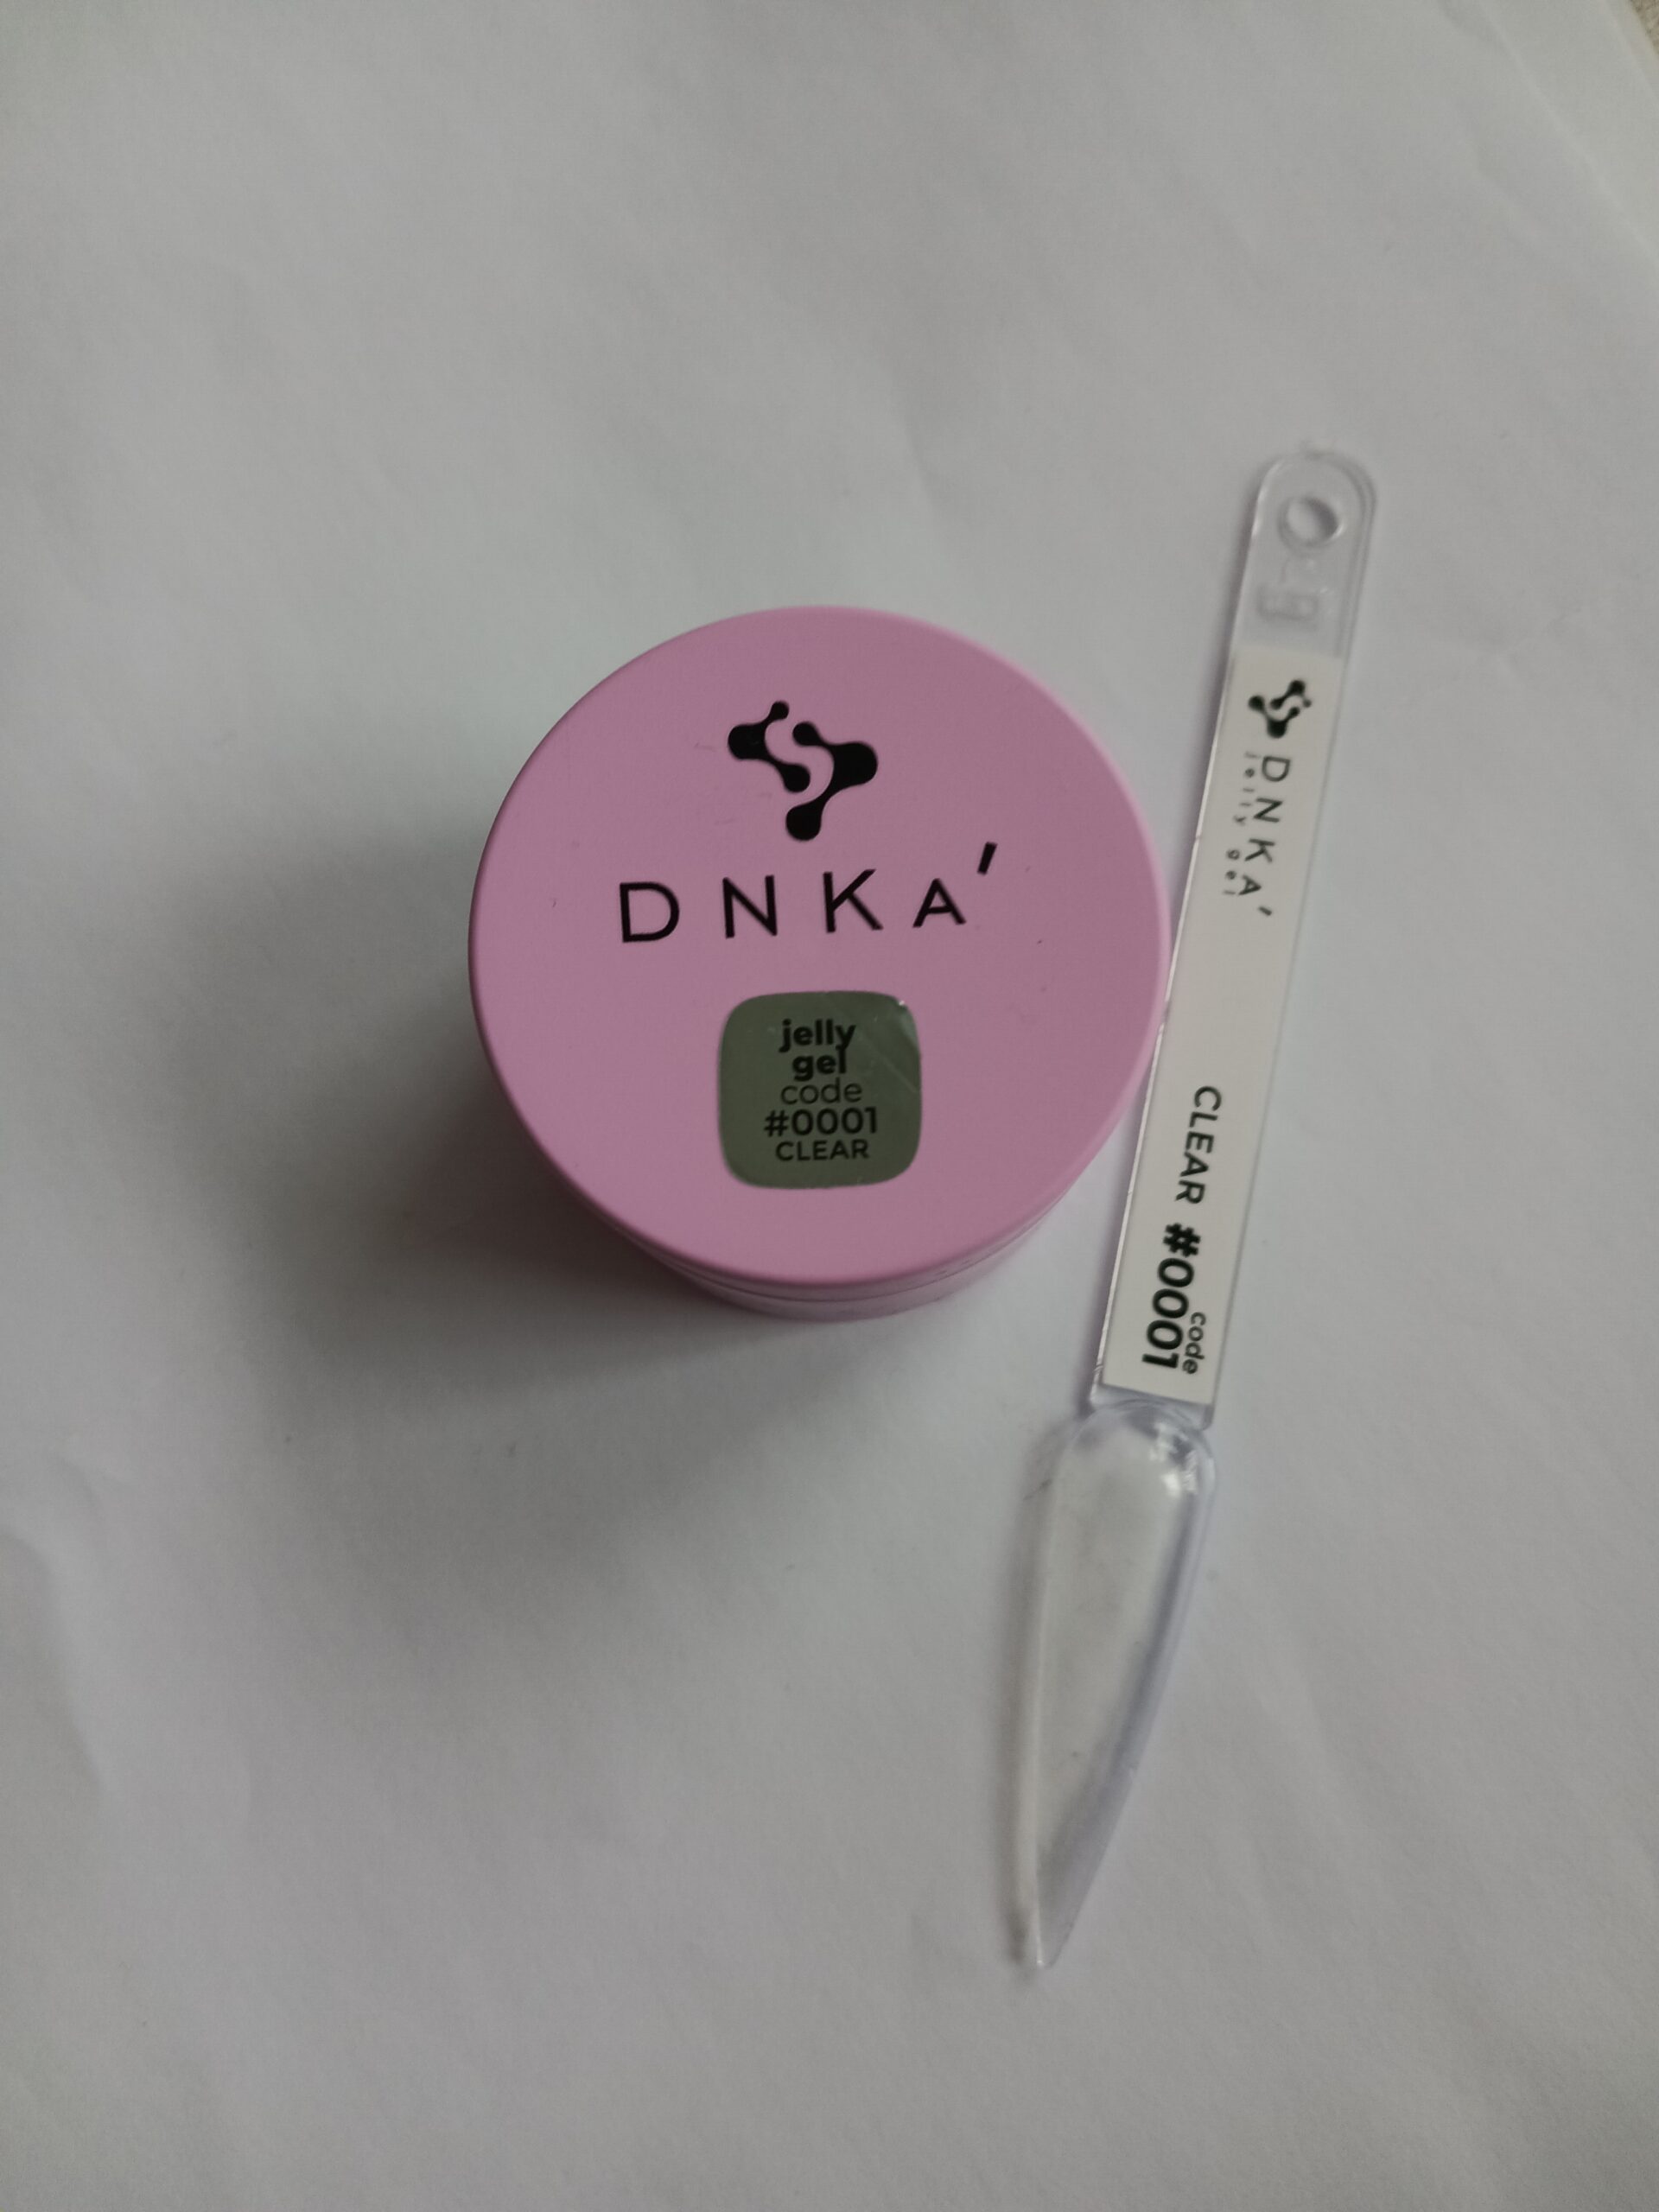 DNKA'
jelly
gel
code
#0001
CLEAR
DNKA'
jelly gel
CLEAR #0001
code